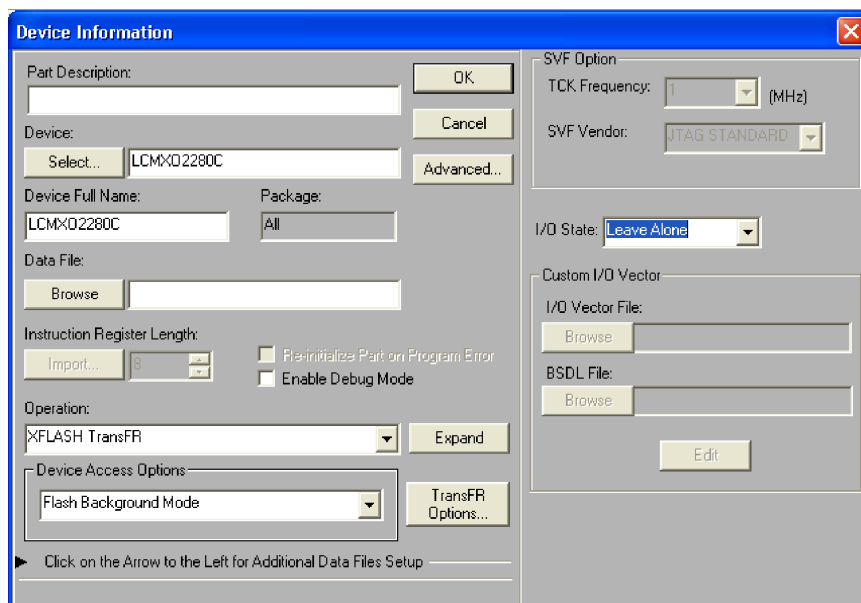 Device Information
Part Description:
OK
Device:
Cancel
Select...
LCMXO2280C
Advanced...
Device Full Name:
Package:
LCMXO2280C
All
Data File:
Browse
Instruction Register Length:
Import...
8
Re-initialize Part on Program Error
Enable Debug Mode
Operation:
XFLASH TransFR
Expand
Device Access Options
Flash Background Mode
TransFR
Options...
Click on the Arrow to the Left for Additional Data Files Setup
SVF Option
TCK Frequency:
1
(MHz)
SVF Vendor:
JTAG STANDARD
I/O State:
Leave Alone
Custom I/O Vector
I/O Vector File:
Browse
BSDL File:
Browse
Edit